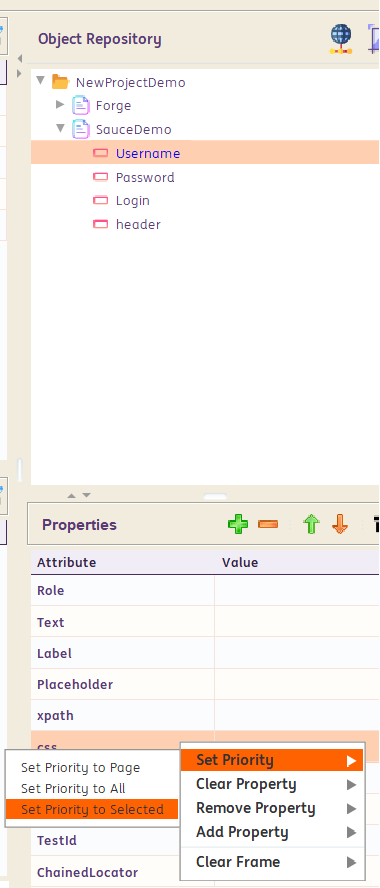 Object Repository
NewProjectDemo
Forge
SauceDemo
Username
Password
Login
header
Properties
Attribute Value
Role
Text
Label
Placeholder
xpath
css
Set Priority
Set Priority to Page
Clear Property
Set Priority to All
Remove Property
Set Priority to Selected
Add Property
TestId
Clear Frame
ChainedLocator